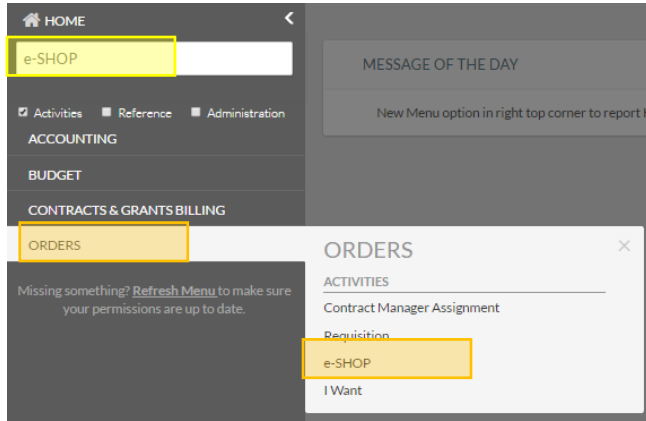 HOME
e-SHOP
Activities Reference Administration
ACCOUNTING
BUDGET
CONTRACTS & GRANTS BILLING
ORDERS
Missing something? Refresh Menu to make sure
your permissions are up to date.
MESSAGE OF THE DAY
New Menu option in right top corner to report
ORDERS
ACTIVITIES
Contract Manager Assignment
Requisition
e-SHOP
I Want